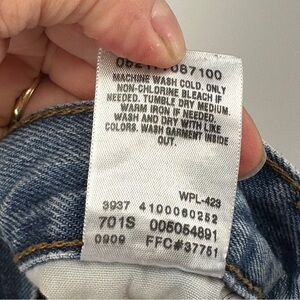 MACHINE WASH COLD. ONLY
NON-CHLORINE BLEACH IF
NEEDED. TUMBLE DRY MEDIUM.
WARM IRON IF NEEDED.
WASH AND DRY WITH LIKE
COLORS. WASH GARMENT INSIDE
OUT.
WPL-423
3937 4100060252
701S 005054891
0909 FFC#37751